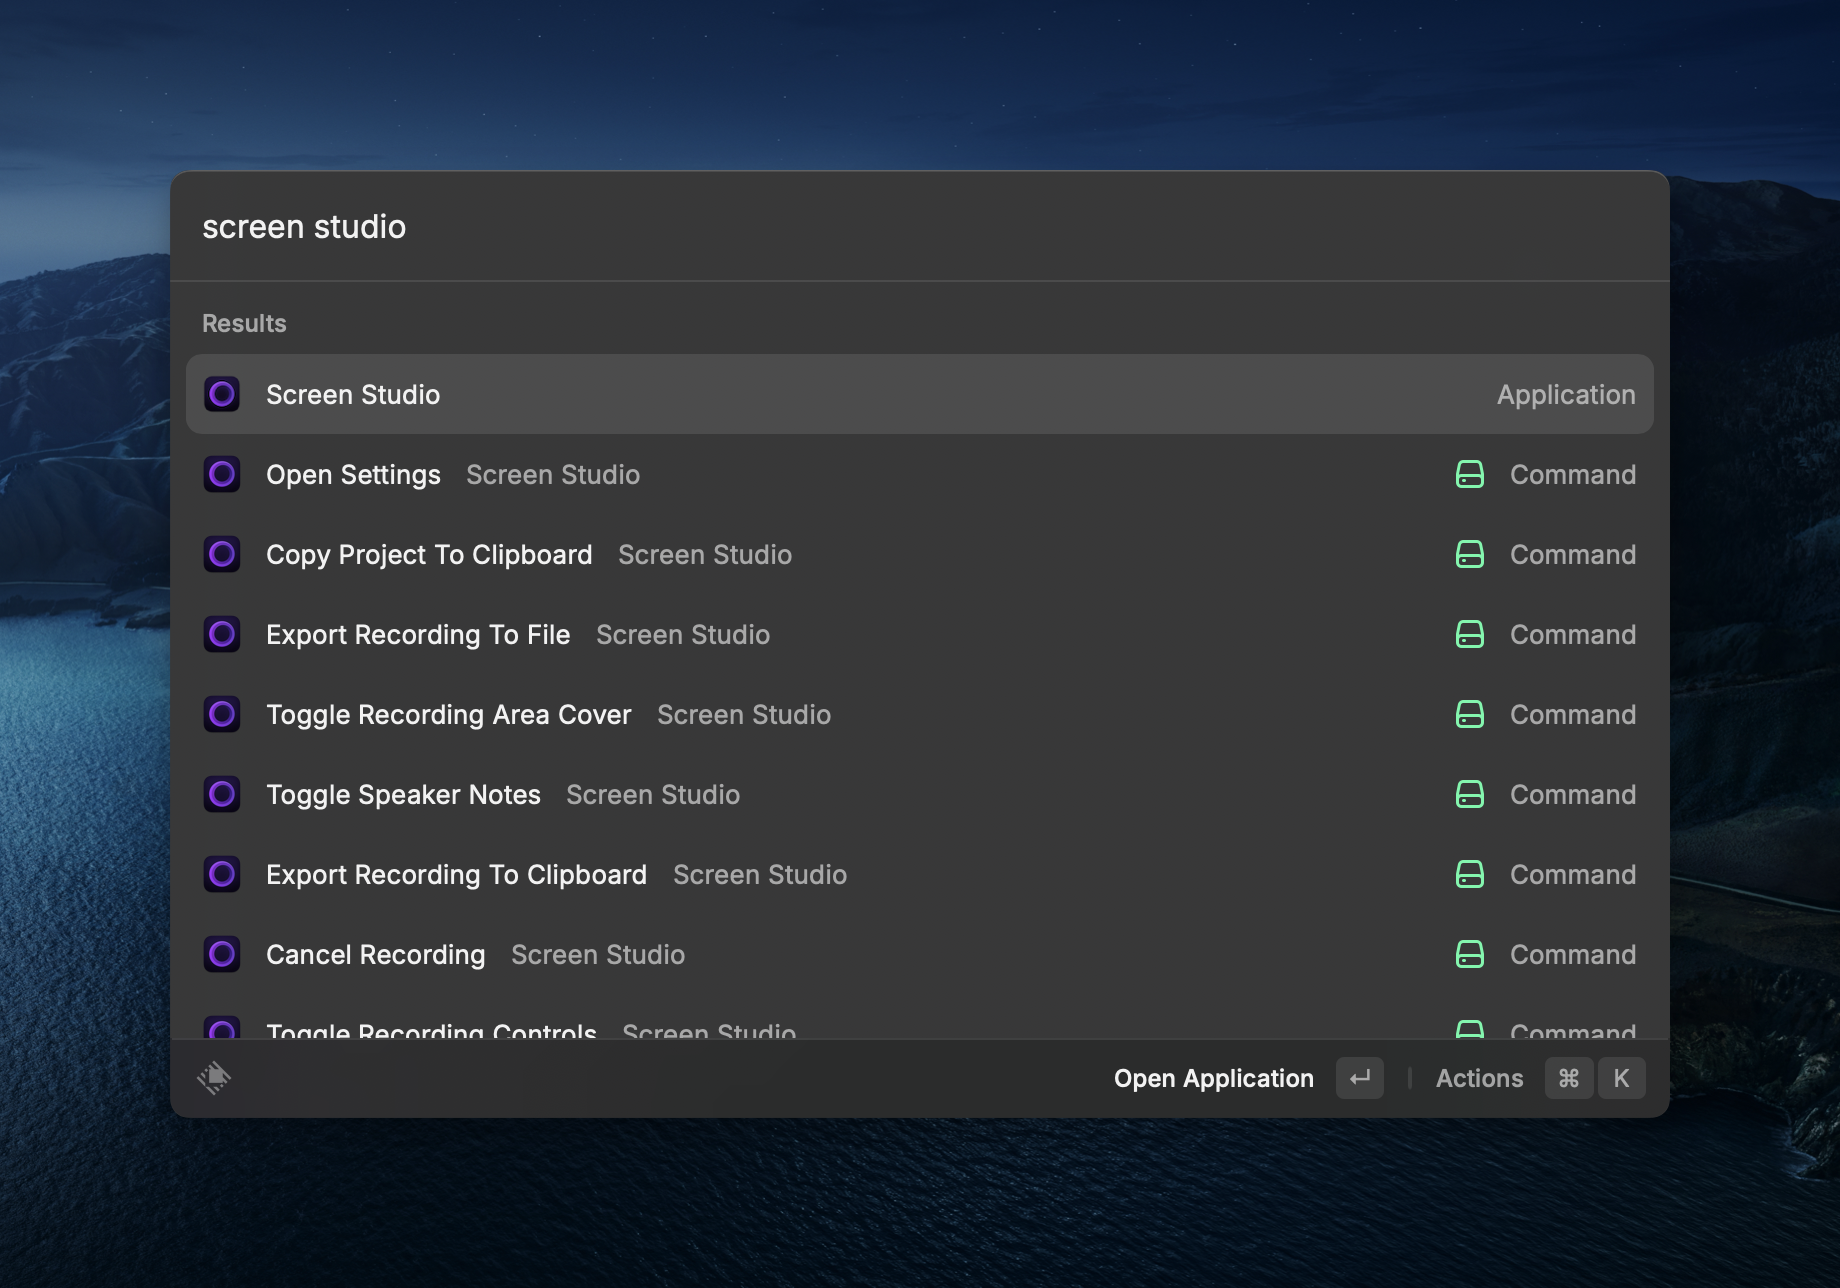 screen studio
Results
Screen Studio Application
Open Settings Screen Studio Command
Copy Project To Clipboard Screen Studio Command
Export Recording To File Screen Studio Command
Toggle Recording Area Cover Screen Studio Command
Toggle Speaker Notes Screen Studio Command
Export Recording To Clipboard Screen Studio Command
Cancel Recording Screen Studio Command
Toggle Recording Controls Screen Studio Command
Open Application ↵ Actions ⌘ K